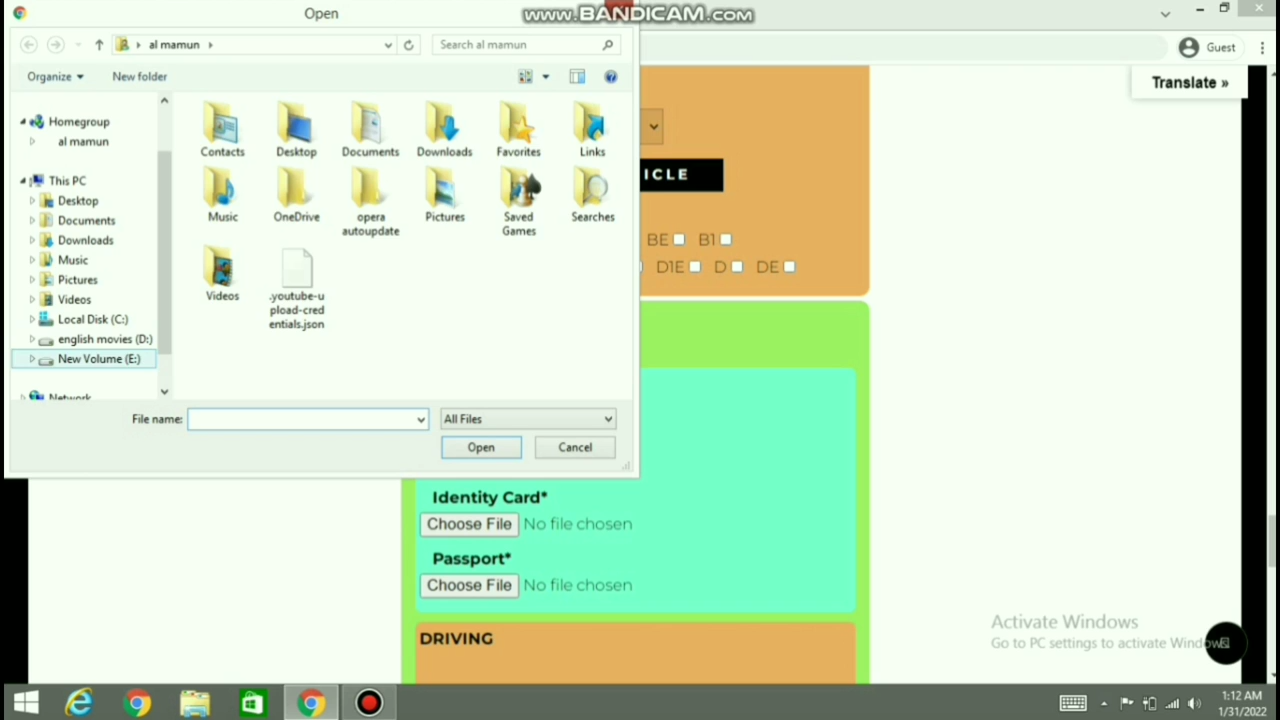 Open
www.BANDICAM.com
al mamun
Search al mamun
Guest
Organize
New folder
Translate »
Homegroup
al mamun
This PC
Desktop
Documents
Downloads
Music
Pictures
Videos
Local Disk (C:)
english movies (D:)
New Volume (E:)
Network
Contacts
Desktop
Documents
Downloads
Favorites
Links
Music
OneDrive
opera
autoupdate
Pictures
Saved
Games
Searches
Videos
.youtube-u
pload-cred
entials.json
File name:
All Files
Open
Cancel
ICLE
BE B1
D1E D DE
Identity Card*
Choose File No file chosen
Passport*
Choose File No file chosen
DRIVING
Activate Windows
Go to PC settings to activate Windows
1:12 AM
1/31/2022